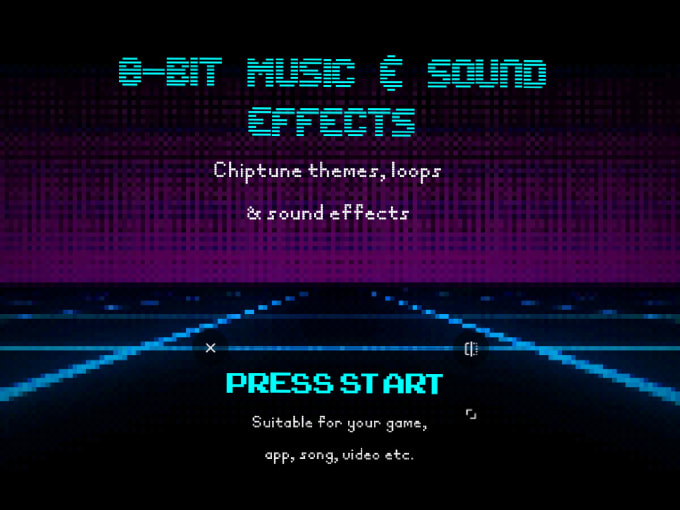 8-BIT MUSIC & SOUND
EFFECTS
Chiptune themes, loops
& sound effects
PRESS START
Suitable for your game,
app, song, video etc.